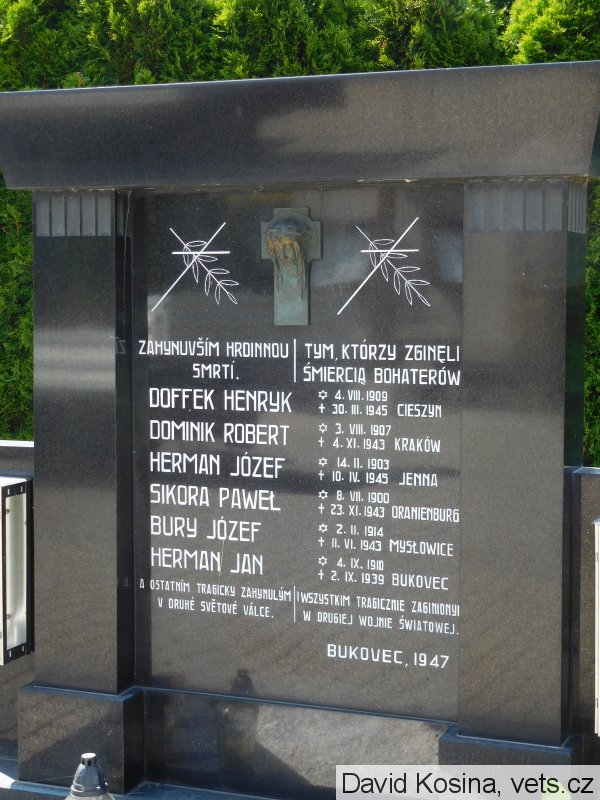 ZAHYNUVŠÍM HRDINNOU
SMRTÍ.
TYM, KTÓRZY ZGINĘLI
ŚMIERCIĄ BOHATERÓW
DOFFEK HENRYK
✡ 4. VIII. 1909
† 30. III. 1945 CIESZYN
DOMINIK ROBERT
✡ 3. VIII. 1907
† 4. XI. 1943 KRAKÓW
HERMAN JÓZEF
✡ 14. II. 1903
† 10. IV. 1945 JENNA
SIKORA PAWEŁ
✡ 8. VII. 1900
† 23. XI. 1943 ORANIENBURG
BURY JÓZEF
✡ 2. II. 1914
† 11. VI. 1943 MYSŁOWICE
HERMAN JAN
✡ 4. IX. 1910
† 2. IX. 1939 BUKOVEC
A OSTATNÍM TRAGICKY ZAHYNULÝM
V DRUHÉ SVĚTOVÉ VÁLCE.
I WSZYSTKIM TRAGICZNIE ZAGINIONYM
W DRUGIEJ WOJNIE ŚWIATOWEJ.
BUKOVEC, 1947
David Kosina, vets.cz